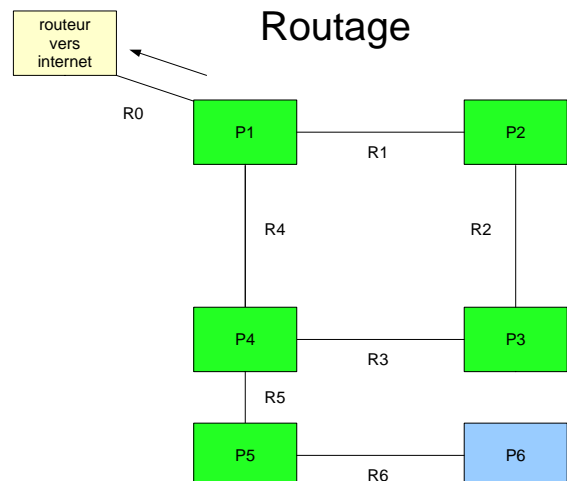 routeur
vers
internet
Routage
R0
P1
P2
R1
R4
R2
P4
P3
R3
R5
P5
P6
R6